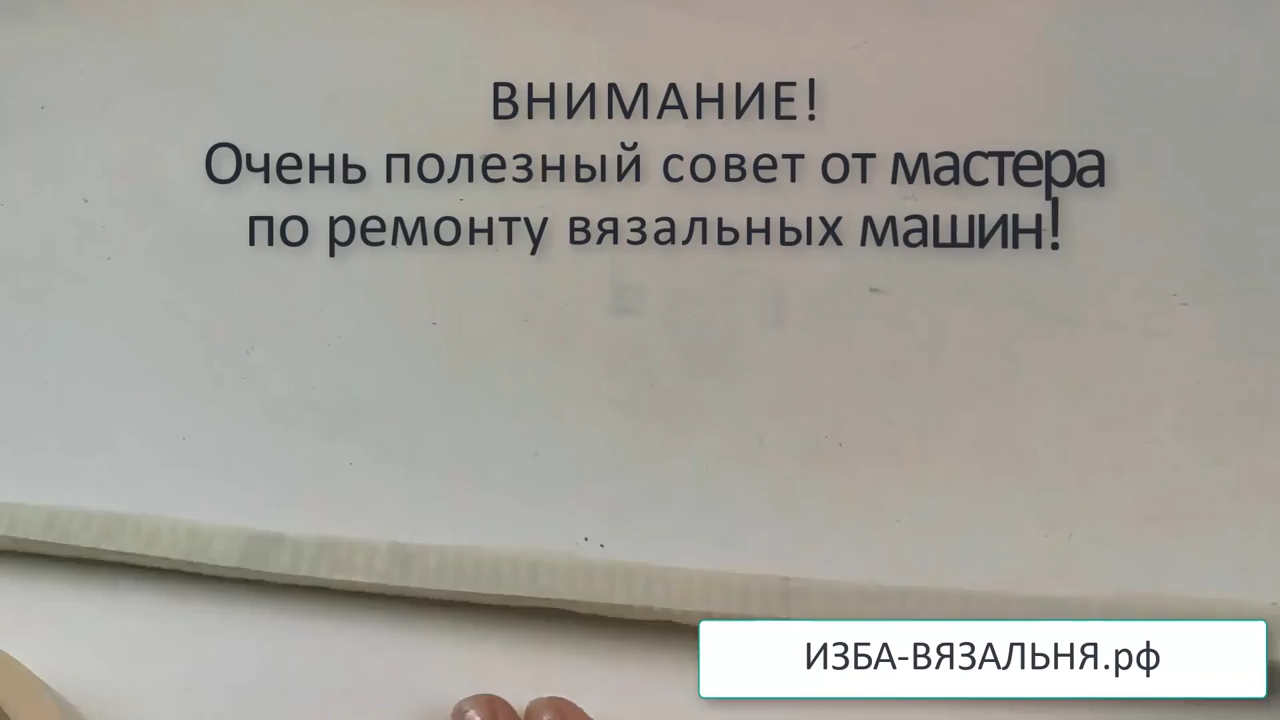 ВНИМАНИЕ!
Очень полезный совет от мастера
по ремонту вязальных машин!
ИЗБА-ВЯЗАЛЬНЯ.рф